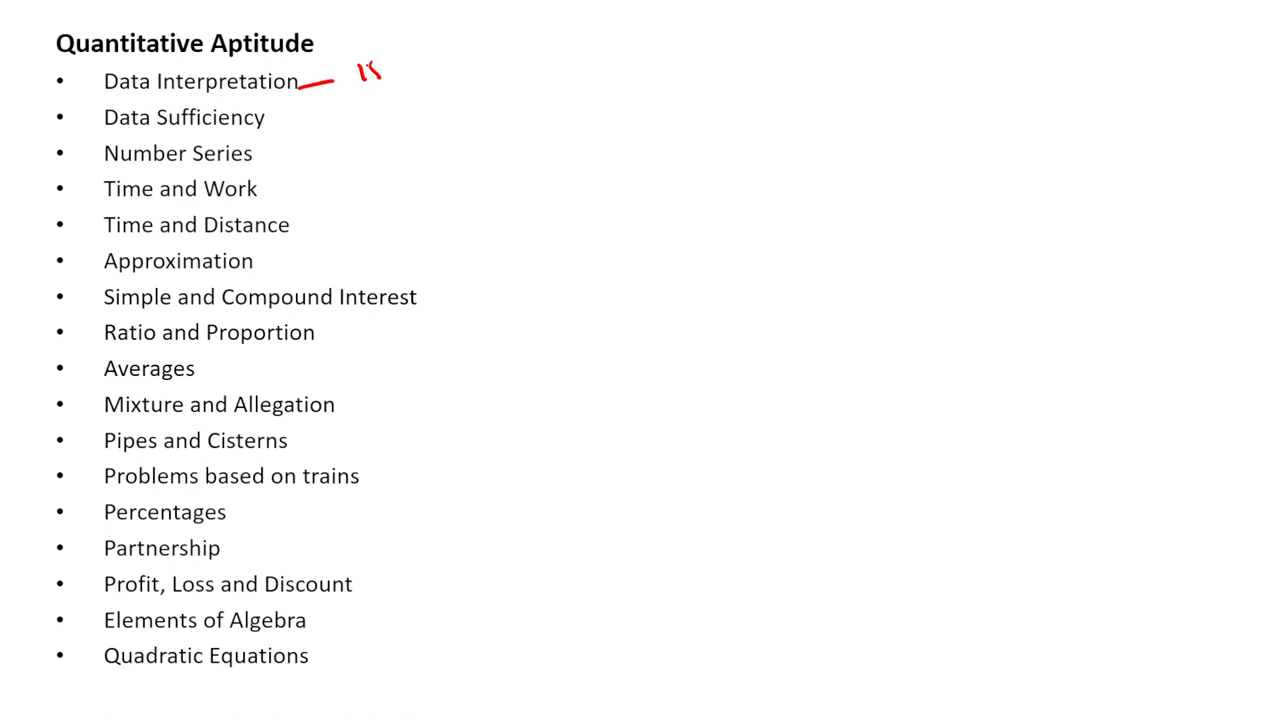 Quantitative Aptitude
• Data Interpretation
• Data Sufficiency
• Number Series
• Time and Work
• Time and Distance
• Approximation
• Simple and Compound Interest
• Ratio and Proportion
• Averages
• Mixture and Allegation
• Pipes and Cisterns
• Problems based on trains
• Percentages
• Partnership
• Profit, Loss and Discount
• Elements of Algebra
• Quadratic Equations